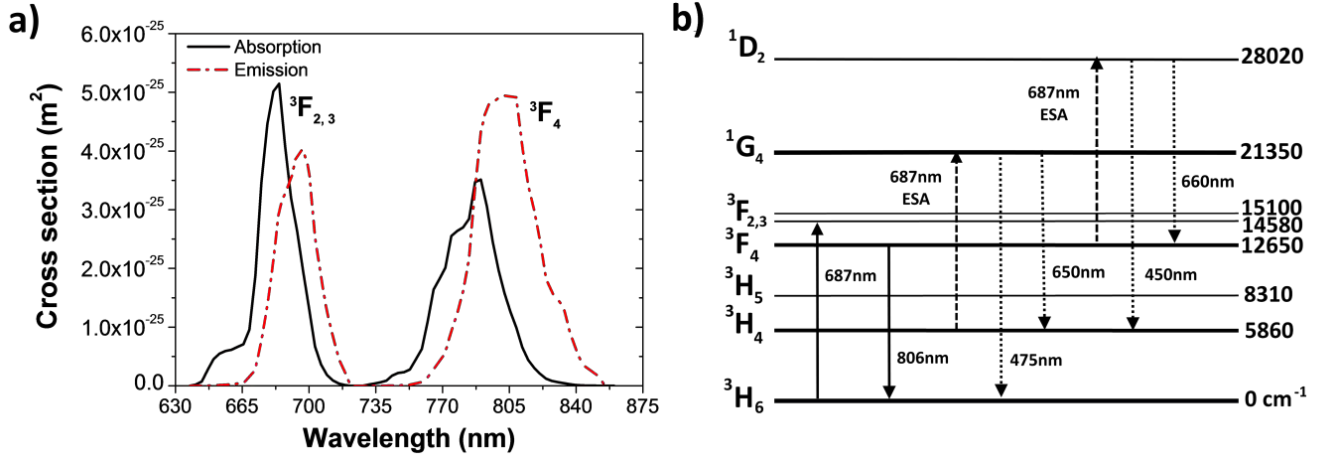 a)
6.0x10⁻²⁵
5.0x10⁻²⁵
4.0x10⁻²⁵
3.0x10⁻²⁵
2.0x10⁻²⁵
1.0x10⁻²⁵
0.0
Cross section (m²)
Absorption
Emission
³F₂,₃
³F₄
630 665 700 735 770 805 840 875
Wavelength (nm)
b)
¹D₂ 28020
687nm
ESA
¹G₄ 21350
687nm
ESA
660nm
³F₂,₃ 15100
14580
³F₄ 12650
687nm
650nm
450nm
³H₅ 8310
³H₄ 5860
806nm
475nm
³H₆ 0 cm⁻¹